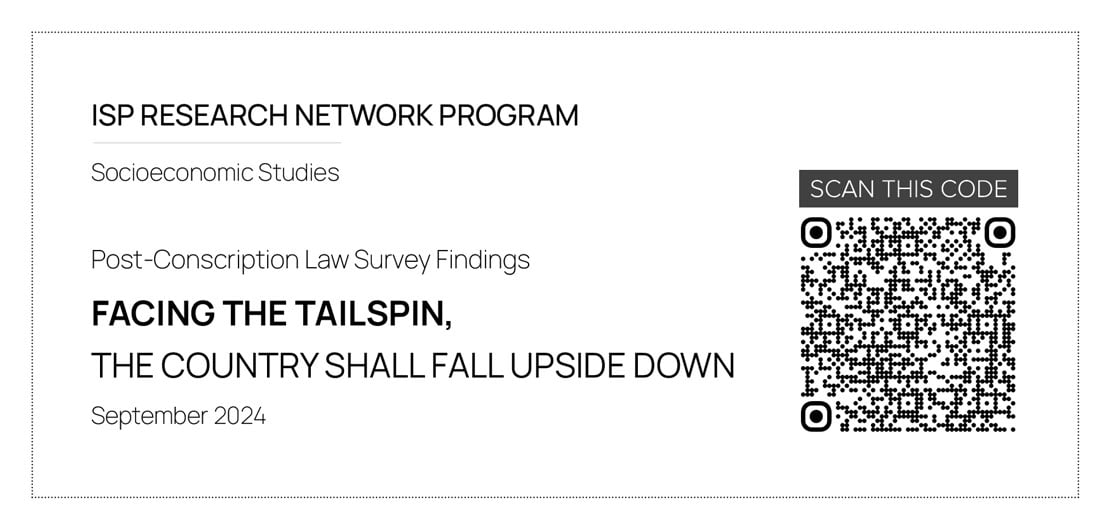 ISP RESEARCH NETWORK PROGRAM
Socioeconomic Studies
Post-Conscription Law Survey Findings
FACING THE TAILSPIN,
THE COUNTRY SHALL FALL UPSIDE DOWN
September 2024
SCAN THIS CODE